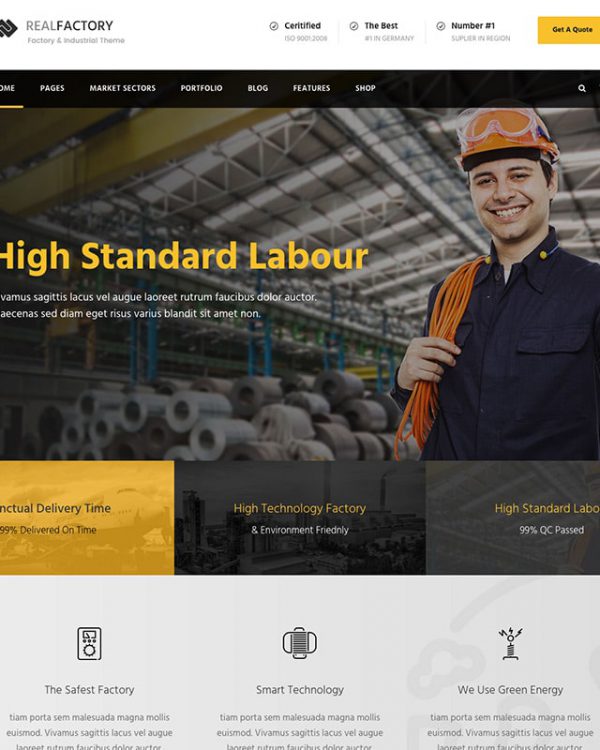 REALFACTORY
Factory & Industrial Theme
Ceritified
ISO 9001:2008
The Best
#1 IN GERMANY
Number #1
SUPLIER IN REGION
Get A Quote
OME
PAGES
MARKET SECTORS
PORTFOLIO
BLOG
FEATURES
SHOP
High Standard Labour
vamus sagittis lacus vel augue laoreet rutrum faucibus dolor auctor.
aecenas sed diam eget risus varius blandit sit amet non.
nctual Delivery Time
99% Delivered On Time
High Technology Factory
& Environment Friednly
High Standard Labo
99% QC Passed
The Safest Factory
tiam porta sem malesuada magna mollis
euismod. Vivamus sagittis lacus vel augue
laoreet rutrum faucibus dolor auctor.
Smart Technology
tiam porta sem malesuada magna mollis
euismod. Vivamus sagittis lacus vel augue
laoreet rutrum faucibus dolor auctor.
We Use Green Energy
tiam porta sem malesuada magna mollis
euismod. Vivamus sagittis lacus vel augue
laoreet rutrum faucibus dolor auctor.